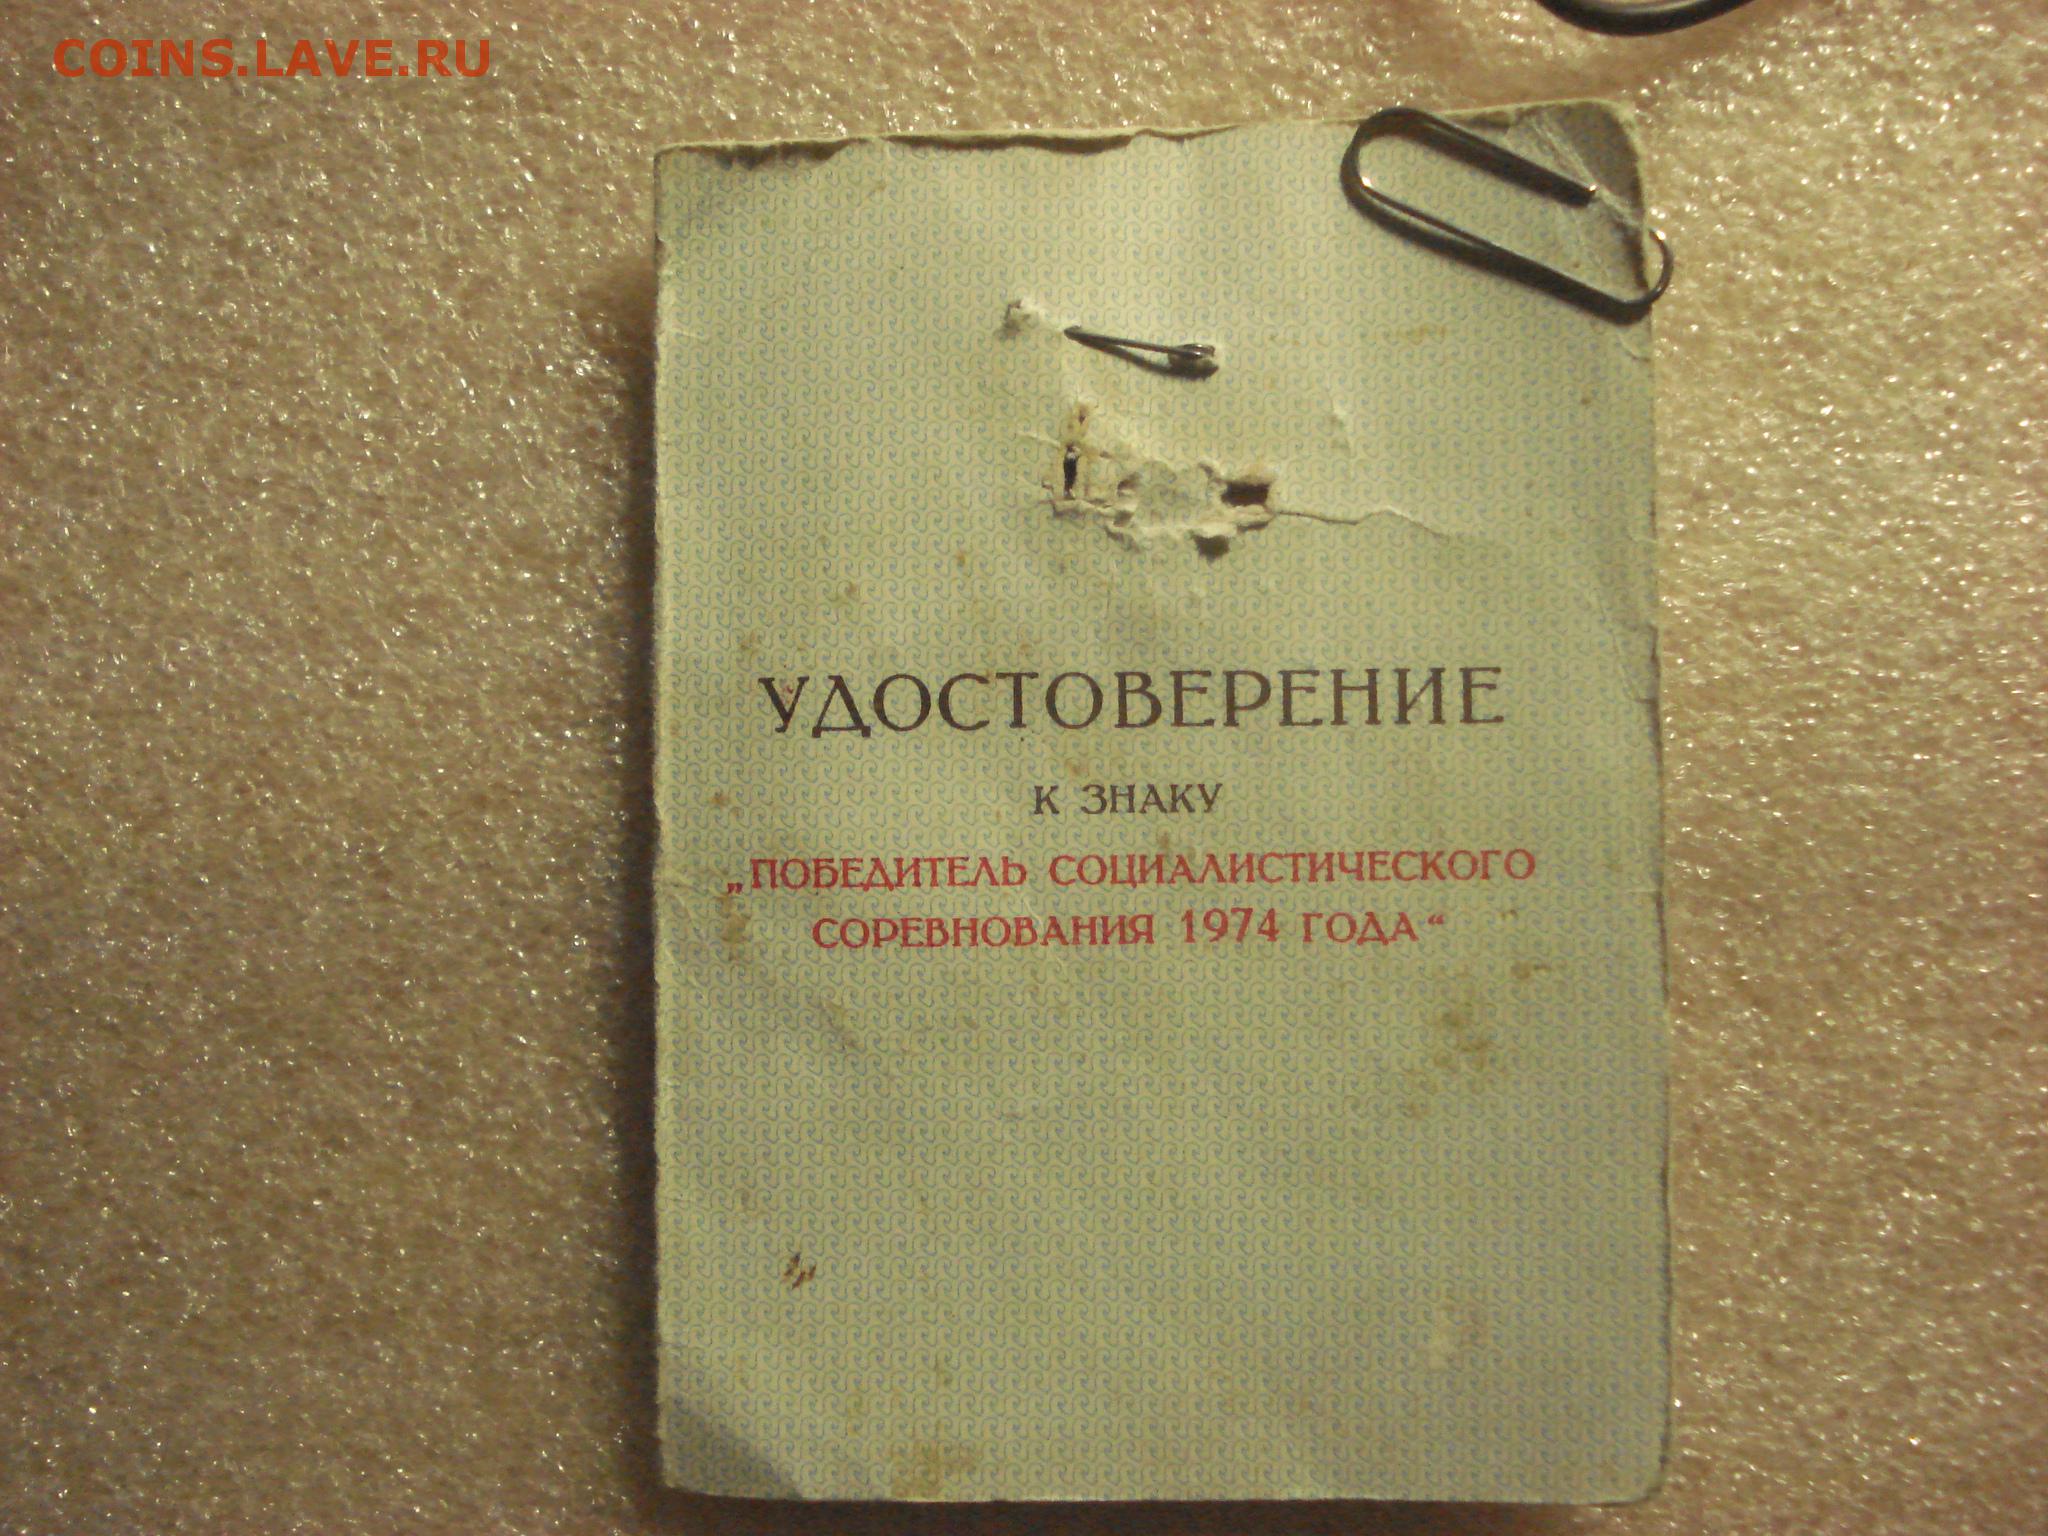 COINS.LAVE.RU
УДОСТОВЕРЕНИЕ
К ЗНАКУ
„ПОБЕДИТЕЛЬ СОЦИАЛИСТИЧЕСКОГО
СОРЕВНОВАНИЯ 1974 ГОДА“